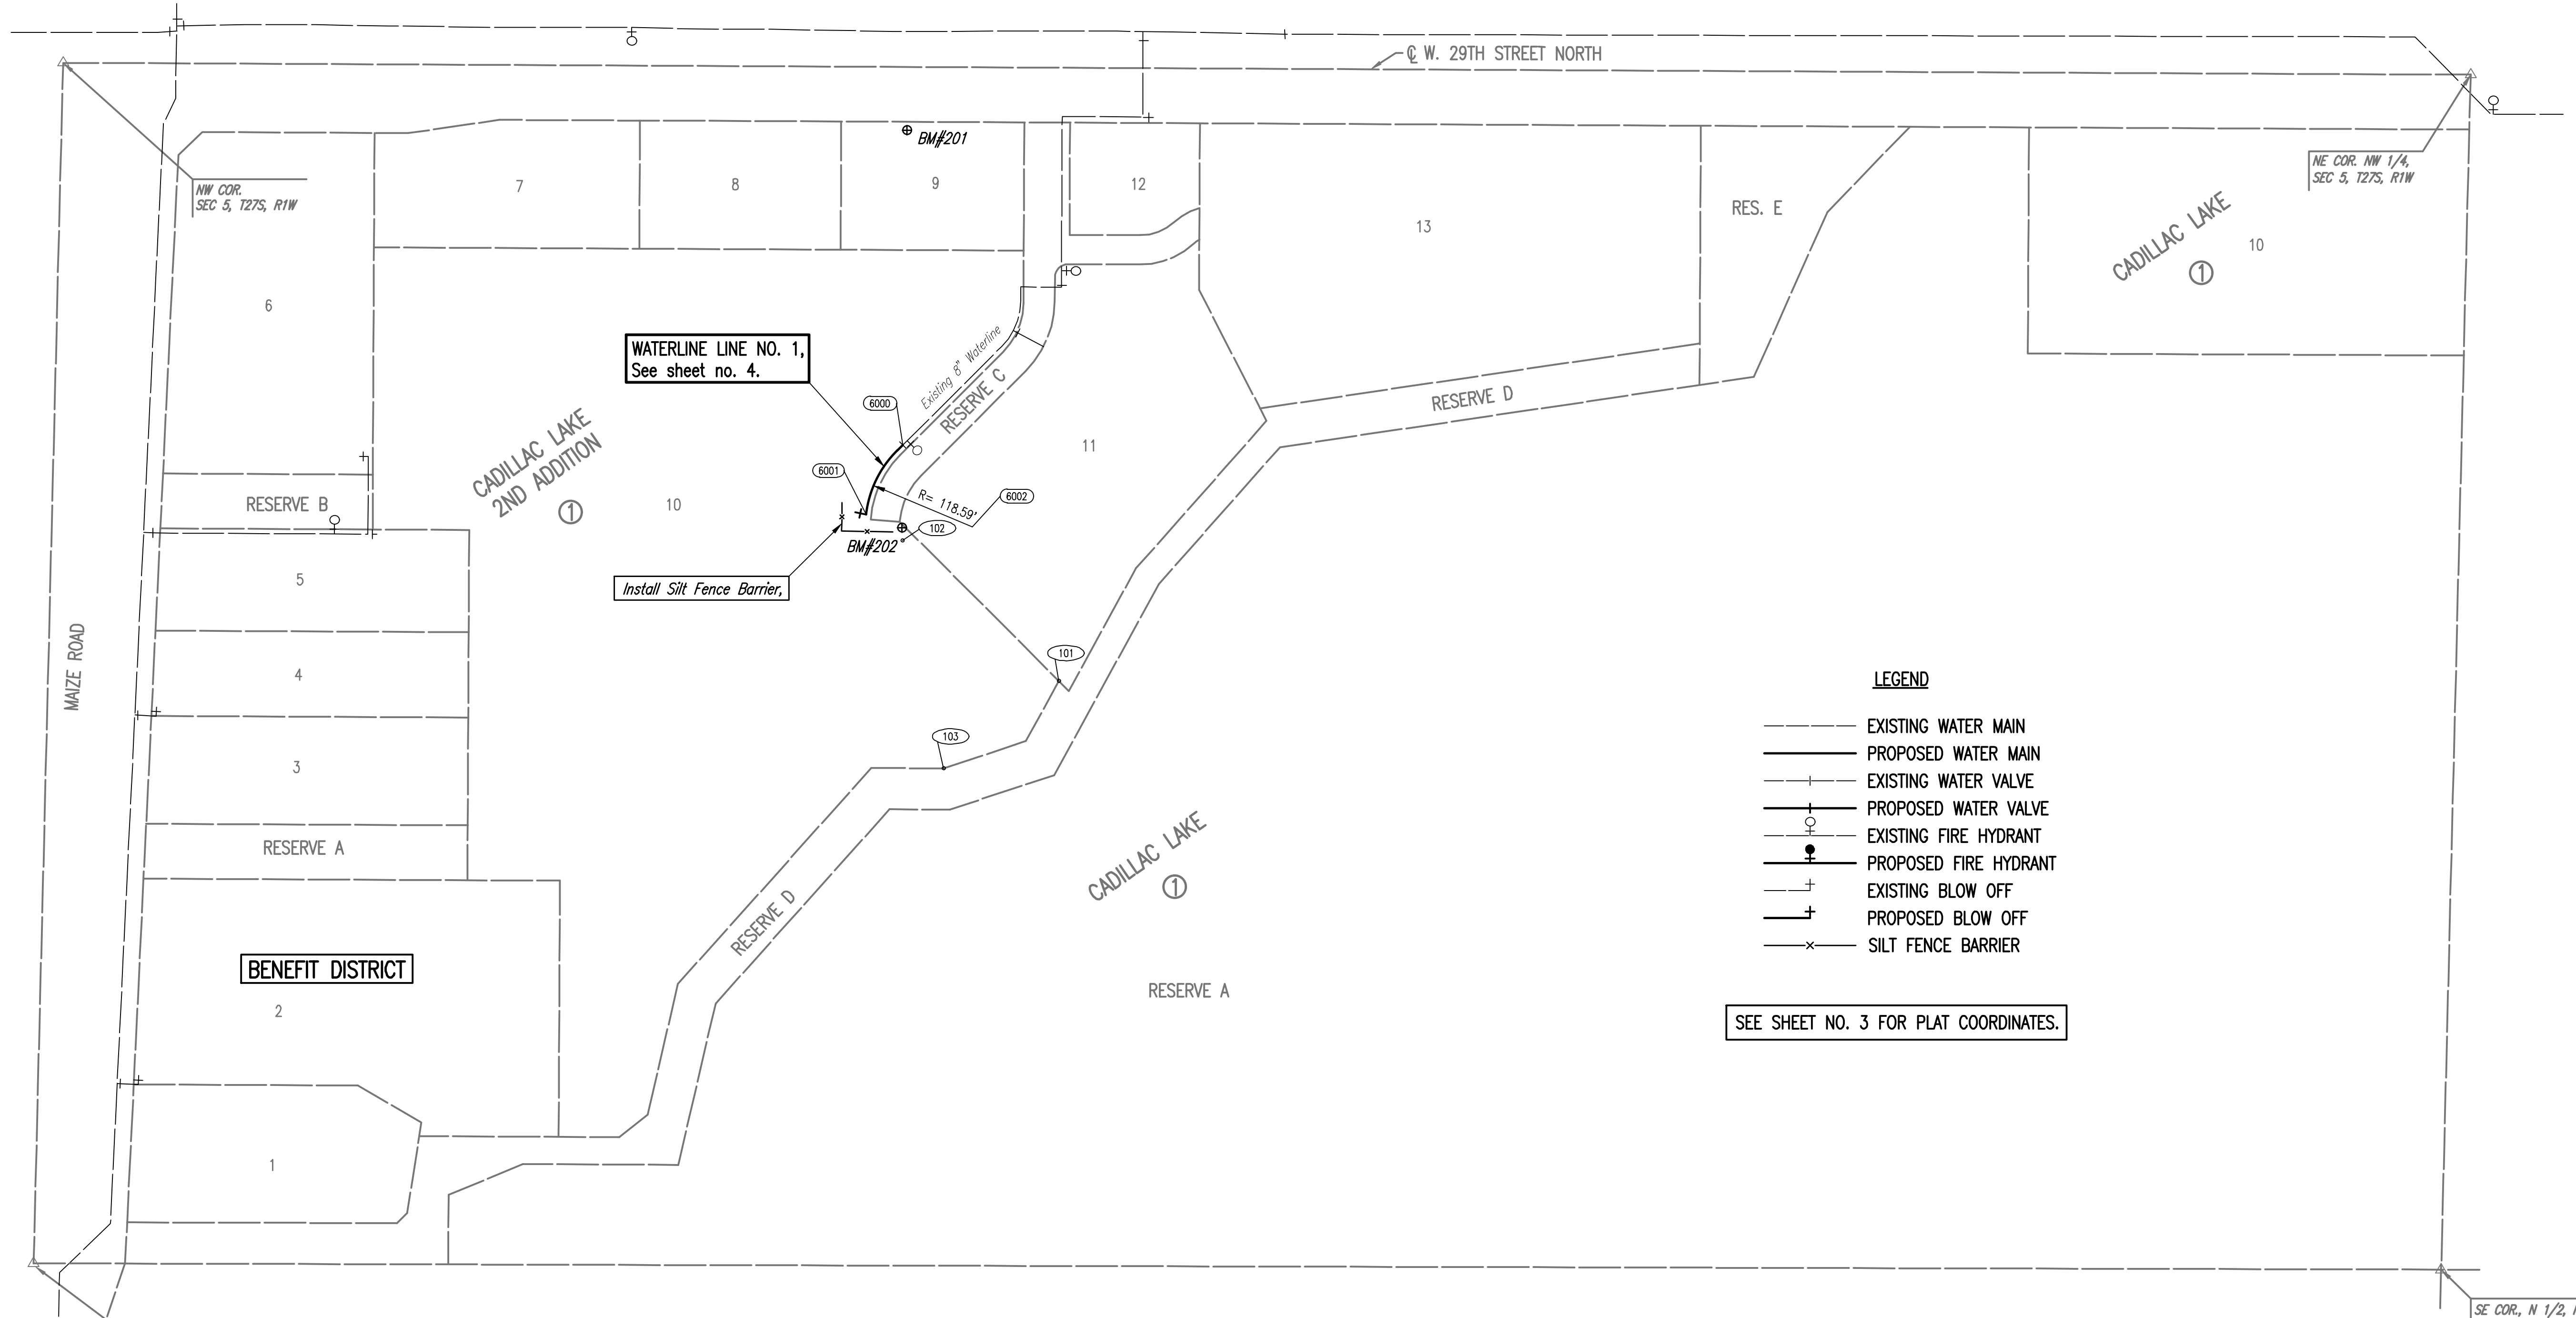 ℄ W. 29TH STREET NORTH
BM#201
NW COR.
SEC 5, T27S, R1W
7
8
9
12
13
RES. E
NE COR. NW 1/4,
SEC 5, T27S, R1W
CADILLAC LAKE
1
10
6
WATERLINE LINE NO. 1,
See sheet no. 4.
Existing 8" Waterline
RESERVE C
6000
RESERVE D
CADILLAC LAKE
2ND ADDITION
1
10
11
6001
R= 118.59'
6002
102
BM#202
RESERVE B
Install Silt Fence Barrier,
5
4
3
MAIZE ROAD
101
103
RESERVE A
CADILLAC LAKE
1
RESERVE D
RESERVE A
BENEFIT DISTRICT
2
1
LEGEND
EXISTING WATER MAIN
PROPOSED WATER MAIN
EXISTING WATER VALVE
PROPOSED WATER VALVE
EXISTING FIRE HYDRANT
PROPOSED FIRE HYDRANT
EXISTING BLOW OFF
PROPOSED BLOW OFF
SILT FENCE BARRIER
SEE SHEET NO. 3 FOR PLAT COORDINATES.
SE COR., N 1/2,